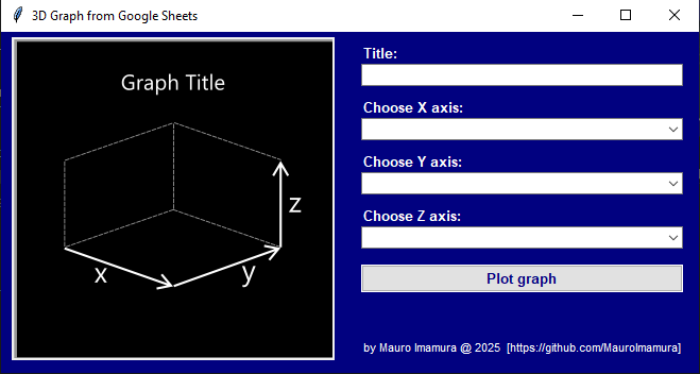 3D Graph from Google Sheets
Graph Title
z
x
y
Title:
Choose X axis:
Choose Y axis:
Choose Z axis:
Plot graph
by Mauro Imamura @ 2025 [https://github.com/MauroImamura]